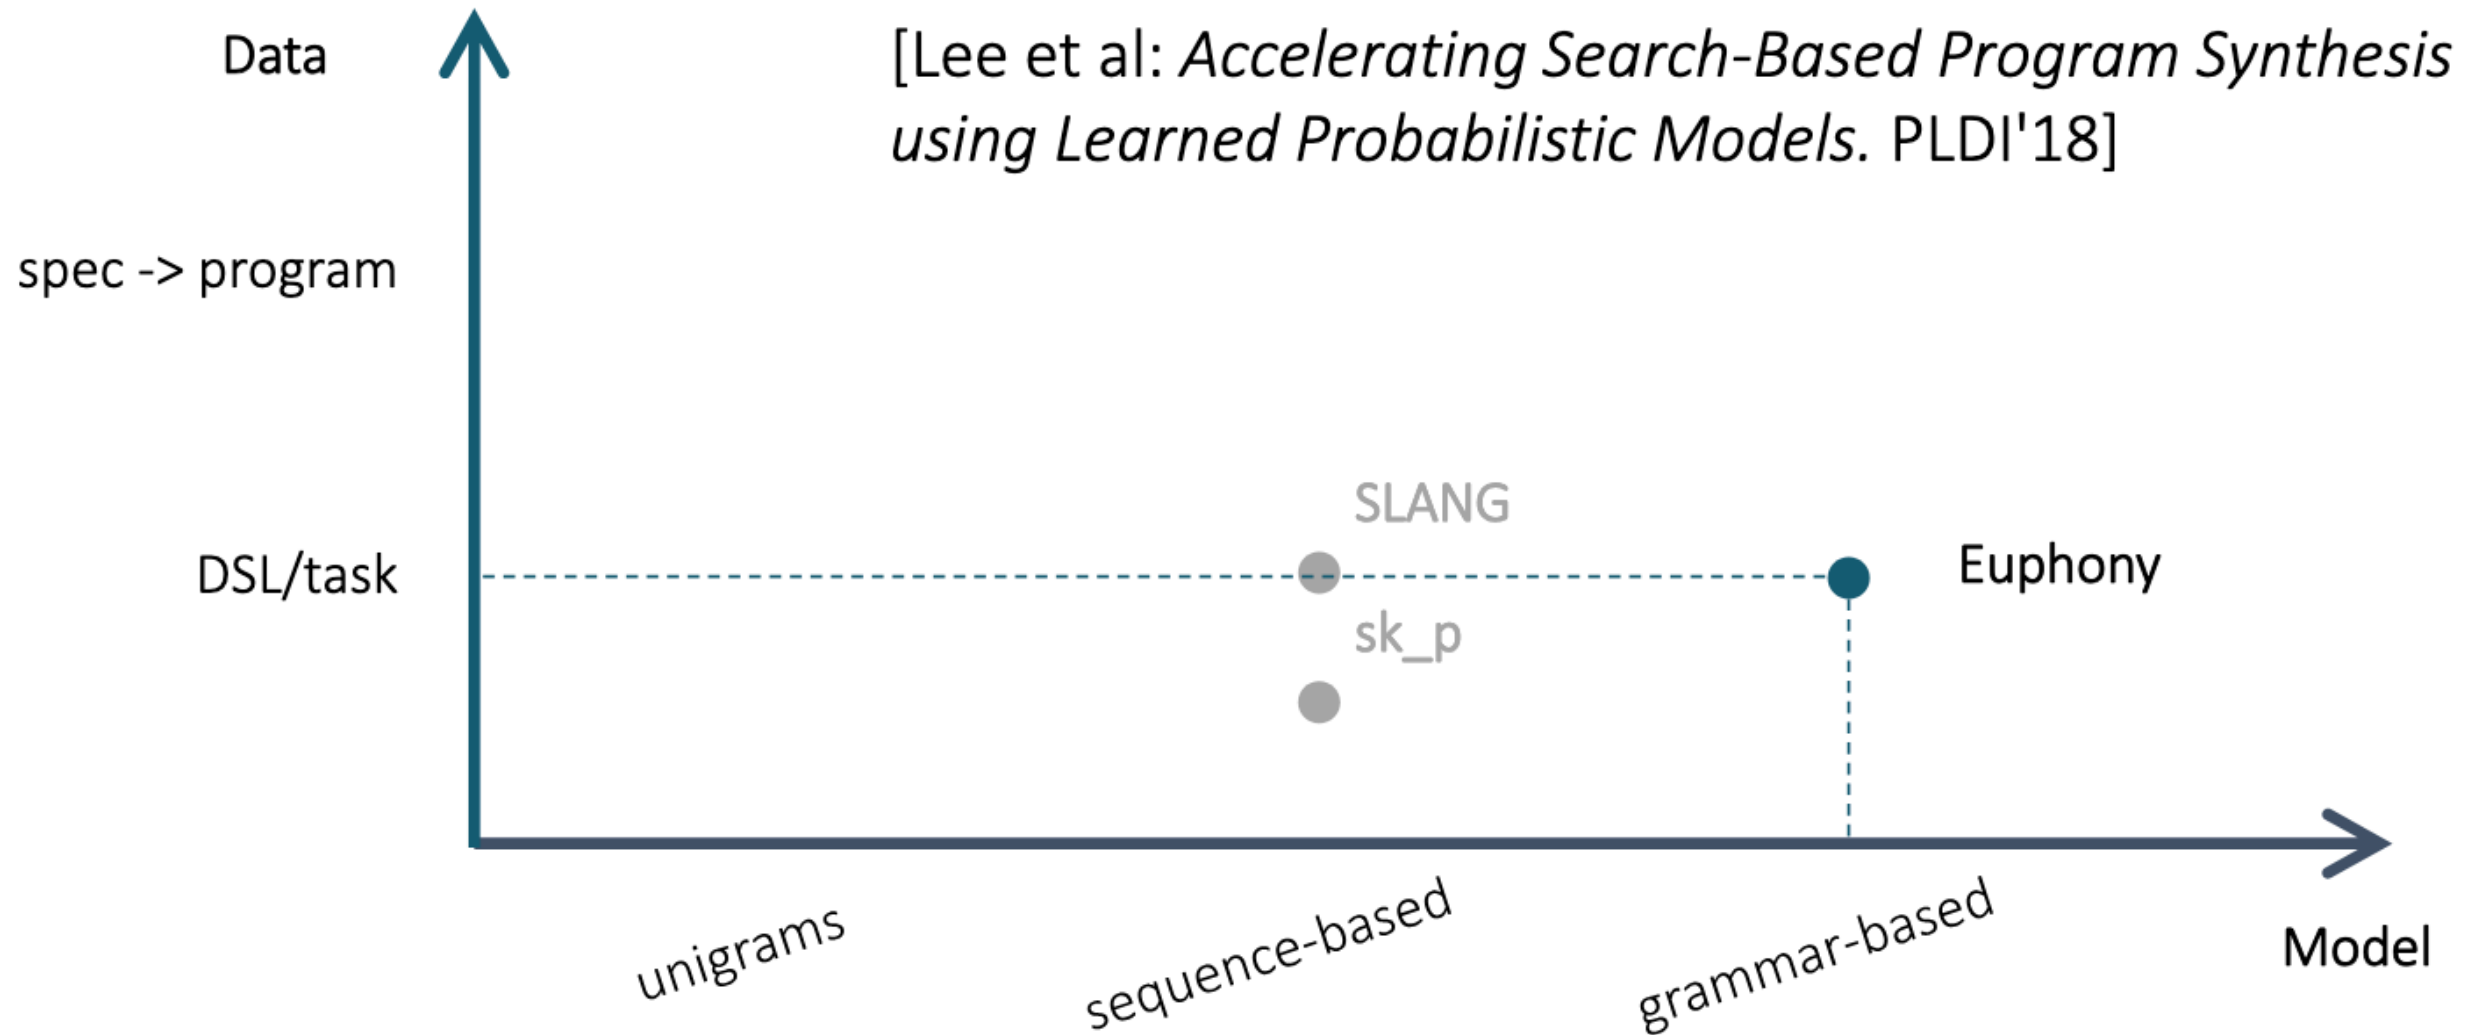 Data
[Lee et al: Accelerating Search-Based Program Synthesis
using Learned Probabilistic Models. PLDI'18]
spec -> program
SLANG
DSL/task
Euphony
sk_p
unigrams
sequence-based
grammar-based
Model